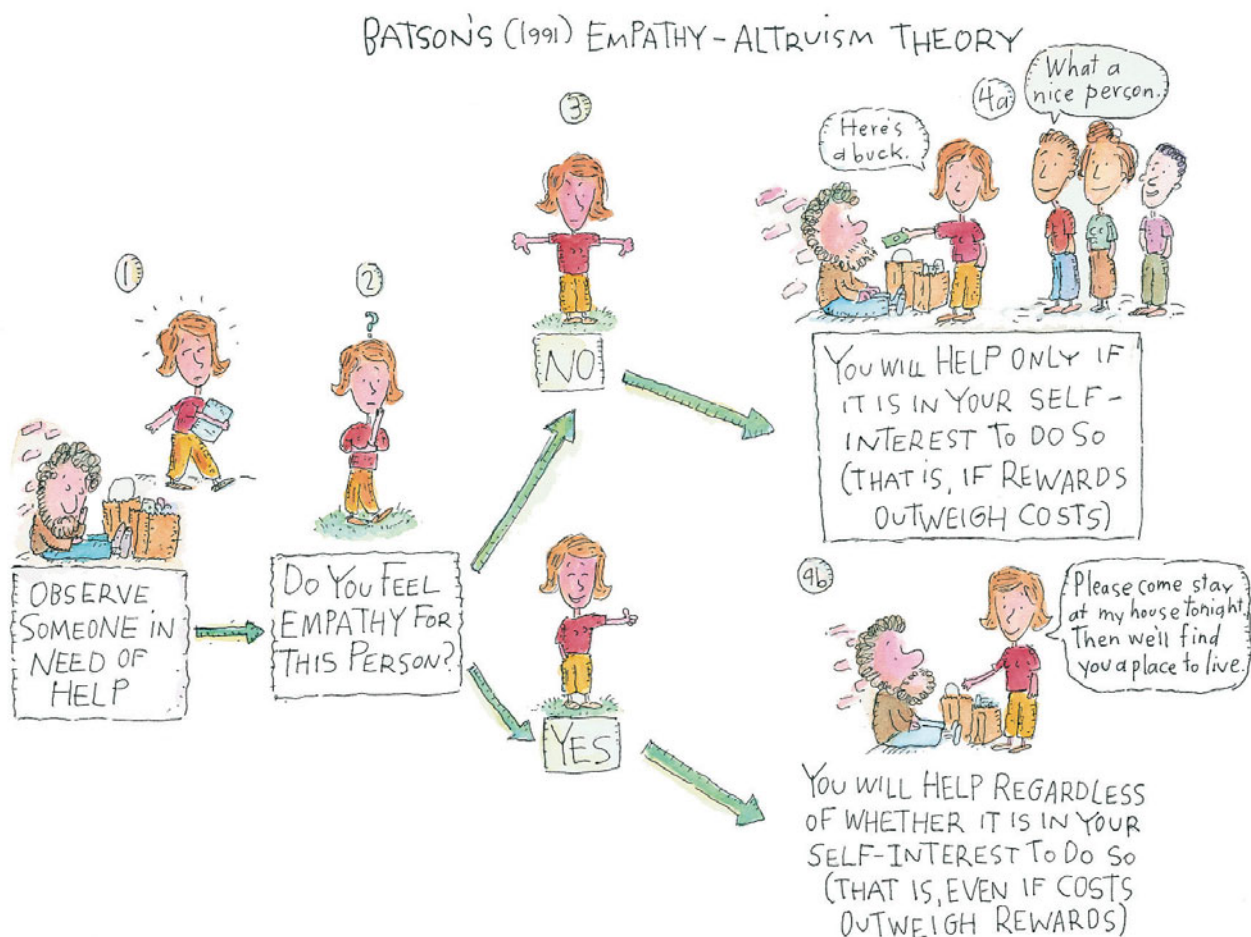 BATSON'S (1991) EMPATHY-ALTRUISM THEORY
1
OBSERVE
SOMEONE IN
NEED OF
HELP
2
?
DO YOU FEEL
EMPATHY FOR
THIS PERSON?
3
NO
YES
4a
What a
nice person.
Here's
a buck.
YOU WILL HELP ONLY IF
IT IS IN YOUR SELF-
INTEREST TO DO SO
(THAT IS, IF REWARDS
OUTWEIGH COSTS)
4b
Please come stay
at my house tonight.
Then we'll find
you a place to live.
YOU WILL HELP REGARDLESS
OF WHETHER IT IS IN YOUR
SELF-INTEREST TO DO SO
(THAT IS, EVEN IF COSTS
OUTWEIGH REWARDS)